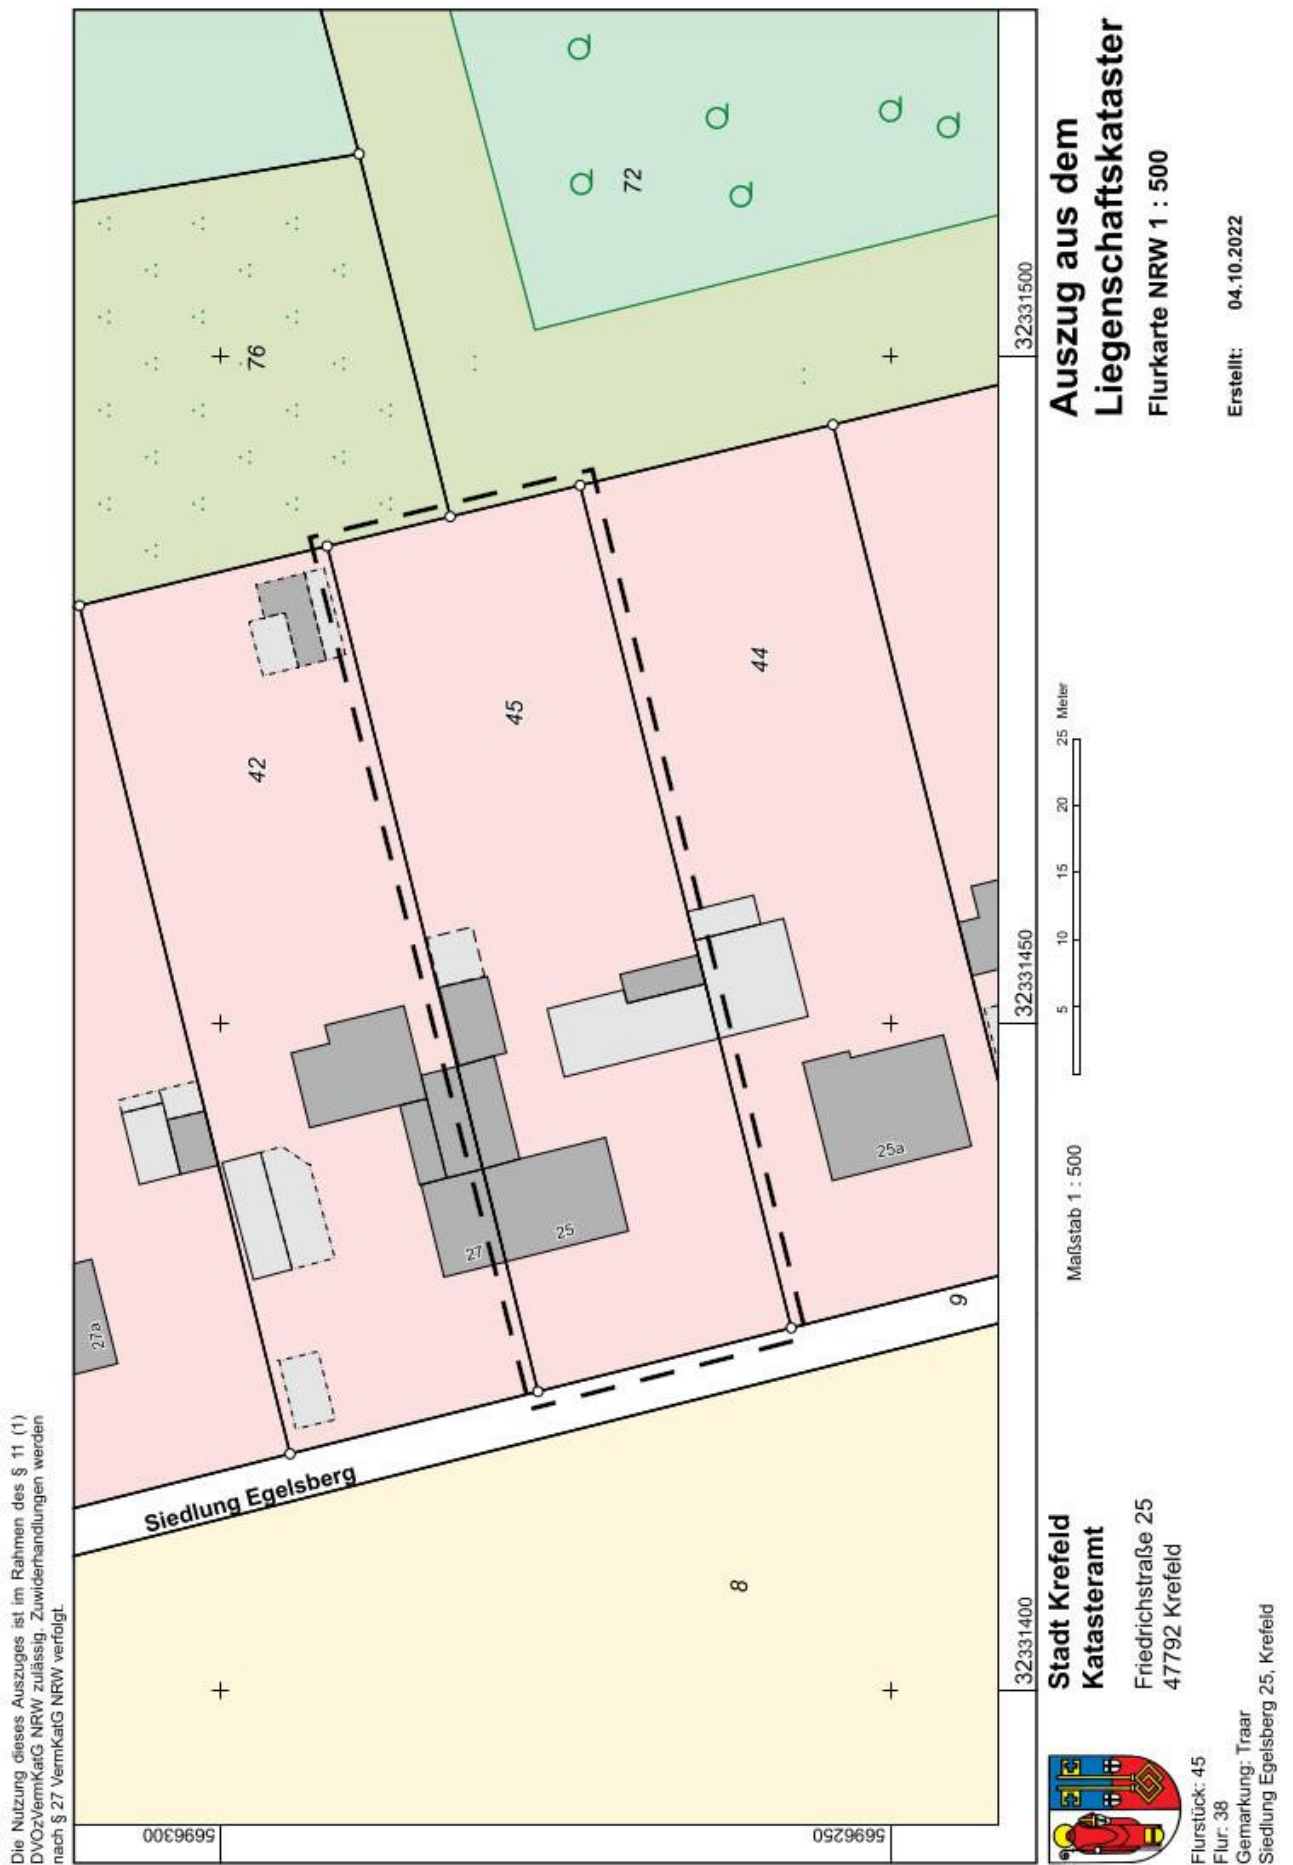 Die Nutzung dieses Auszuges ist im Rahmen des § 11 (1)
DVOzVermKatG NRW zulässig. Zuwiderhandlungen werden
nach § 27 VermKatG NRW verfolgt.
Auszug aus dem
Liegenschaftskataster
Flurkarte NRW 1 : 500
Erstellt: 04.10.2022
Stadt Krefeld
Katasteramt
Friedrichstraße 25
47792 Krefeld
Flurstück: 45
Flur: 38
Gemarkung: Traar
Siedlung Egelsberg 25, Krefeld
Maßstab 1 : 500
5 10 15 20 25 Meter
5696300
5696250
32331400
32331450
32331500
Siedlung Egelsberg
76
72
42
45
44
27a
27
25
25a
9
8